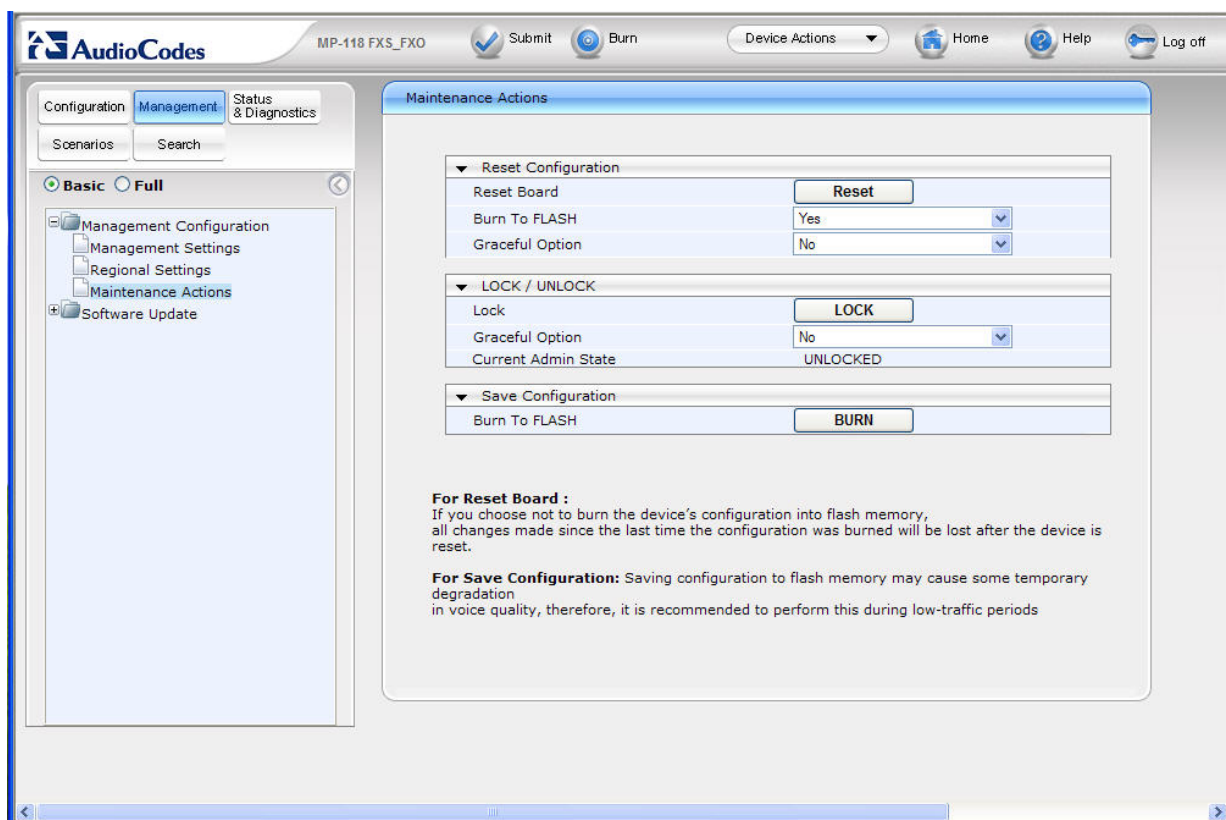 AudioCodes
MP-118 FXS_FXO
Submit
Burn
Device Actions
Home
Help
Log off
Configuration
Management
Status
& Diagnostics
Scenarios
Search
Basic
Full
Management Configuration
Management Settings
Regional Settings
Maintenance Actions
Software Update
Maintenance Actions
Reset Configuration
Reset Board
Reset
Burn To FLASH
Yes
Graceful Option
No
LOCK / UNLOCK
Lock
LOCK
Graceful Option
No
Current Admin State
UNLOCKED
Save Configuration
Burn To FLASH
BURN
For Reset Board :
If you choose not to burn the device's configuration into flash memory,
all changes made since the last time the configuration was burned will be lost after the device is
reset.
For Save Configuration: Saving configuration to flash memory may cause some temporary
degradation
in voice quality, therefore, it is recommended to perform this during low-traffic periods